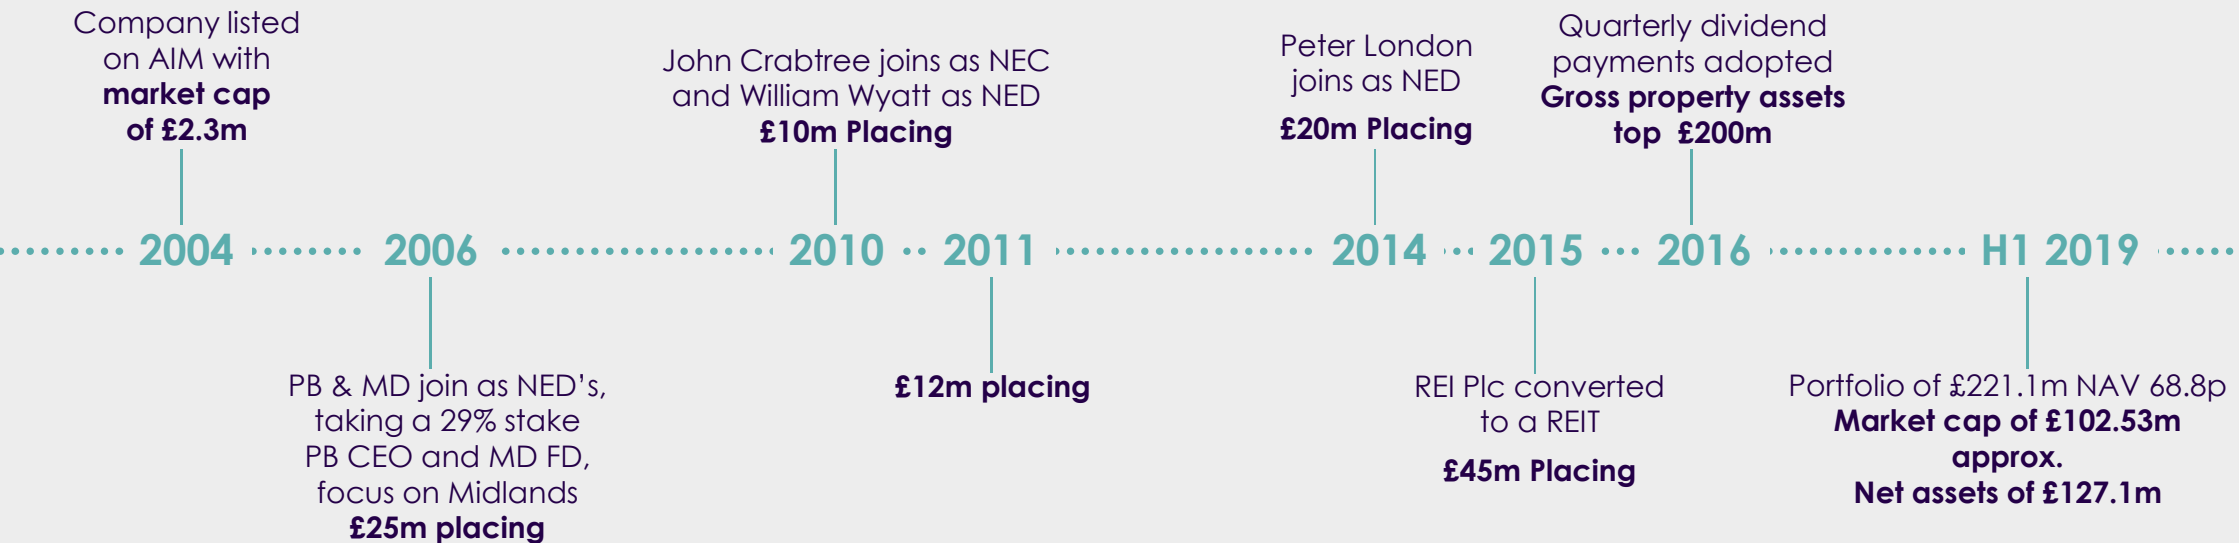 Company listed
on AIM with
market cap
of £2.3m
John Crabtree joins as NEC
and William Wyatt as NED
£10m Placing
Peter London
joins as NED
£20m Placing
Quarterly dividend
payments adopted
Gross property assets
top £200m
2004
2006
2010
2011
2014
2015
2016
H1 2019
PB & MD join as NED’s,
taking a 29% stake
PB CEO and MD FD,
focus on Midlands
£25m placing
£12m placing
REI Plc converted
to a REIT
£45m Placing
Portfolio of £221.1m NAV 68.8p
Market cap of £102.53m
approx.
Net assets of £127.1m